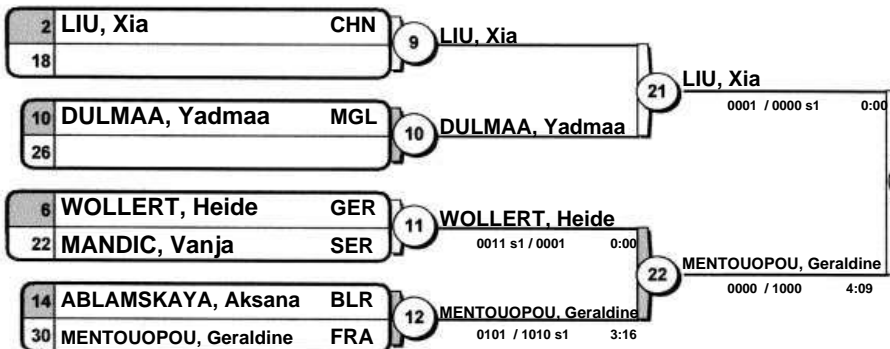 2 LIU, Xia CHN
18
9
LIU, Xia
10 DULMAA, Yadmaa MGL
26
10
DULMAA, Yadmaa
21
LIU, Xia
0001 / 0000 s1 0:00
6 WOLLERT, Heide GER
22 MANDIC, Vanja SER
11
WOLLERT, Heide
0011 s1 / 0001 0:00
14 ABLAMSKAYA, Aksana BLR
30 MENTOUOPOU, Geraldine FRA
12
MENTOUOPOU, Geraldine
0101 / 1010 s1 3:16
22
MENTOUOPOU, Geraldine
0000 / 1000 4:09